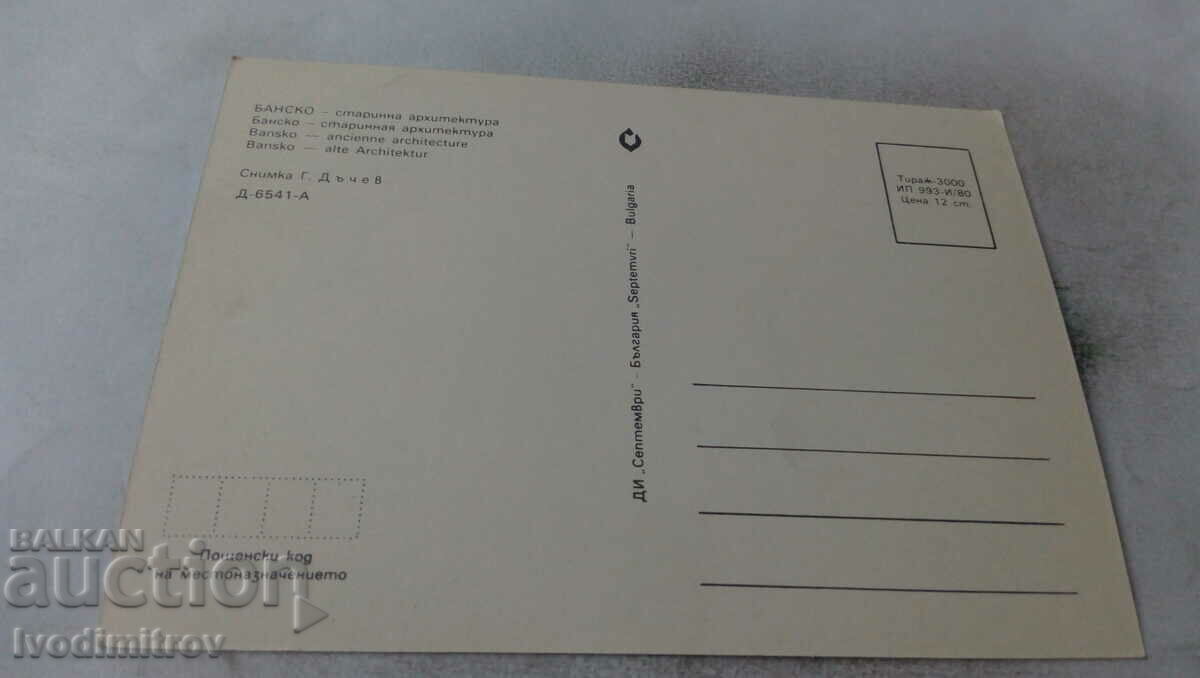 БАНСКО – старинна архитектура
Банско – старинная архитектура
Bansko — ancienne architecture
Bansko — alte Architektur
Снимка Г. Дъчев
Д-6541-А
Тираж-3000
ИП 993-И/80
Цена 12 ст.
ДИ „Септември" - България „Septemvri" – Bulgaria
Пощенски код
на местоназначението
BALKAN
auction
Ivodimitrov